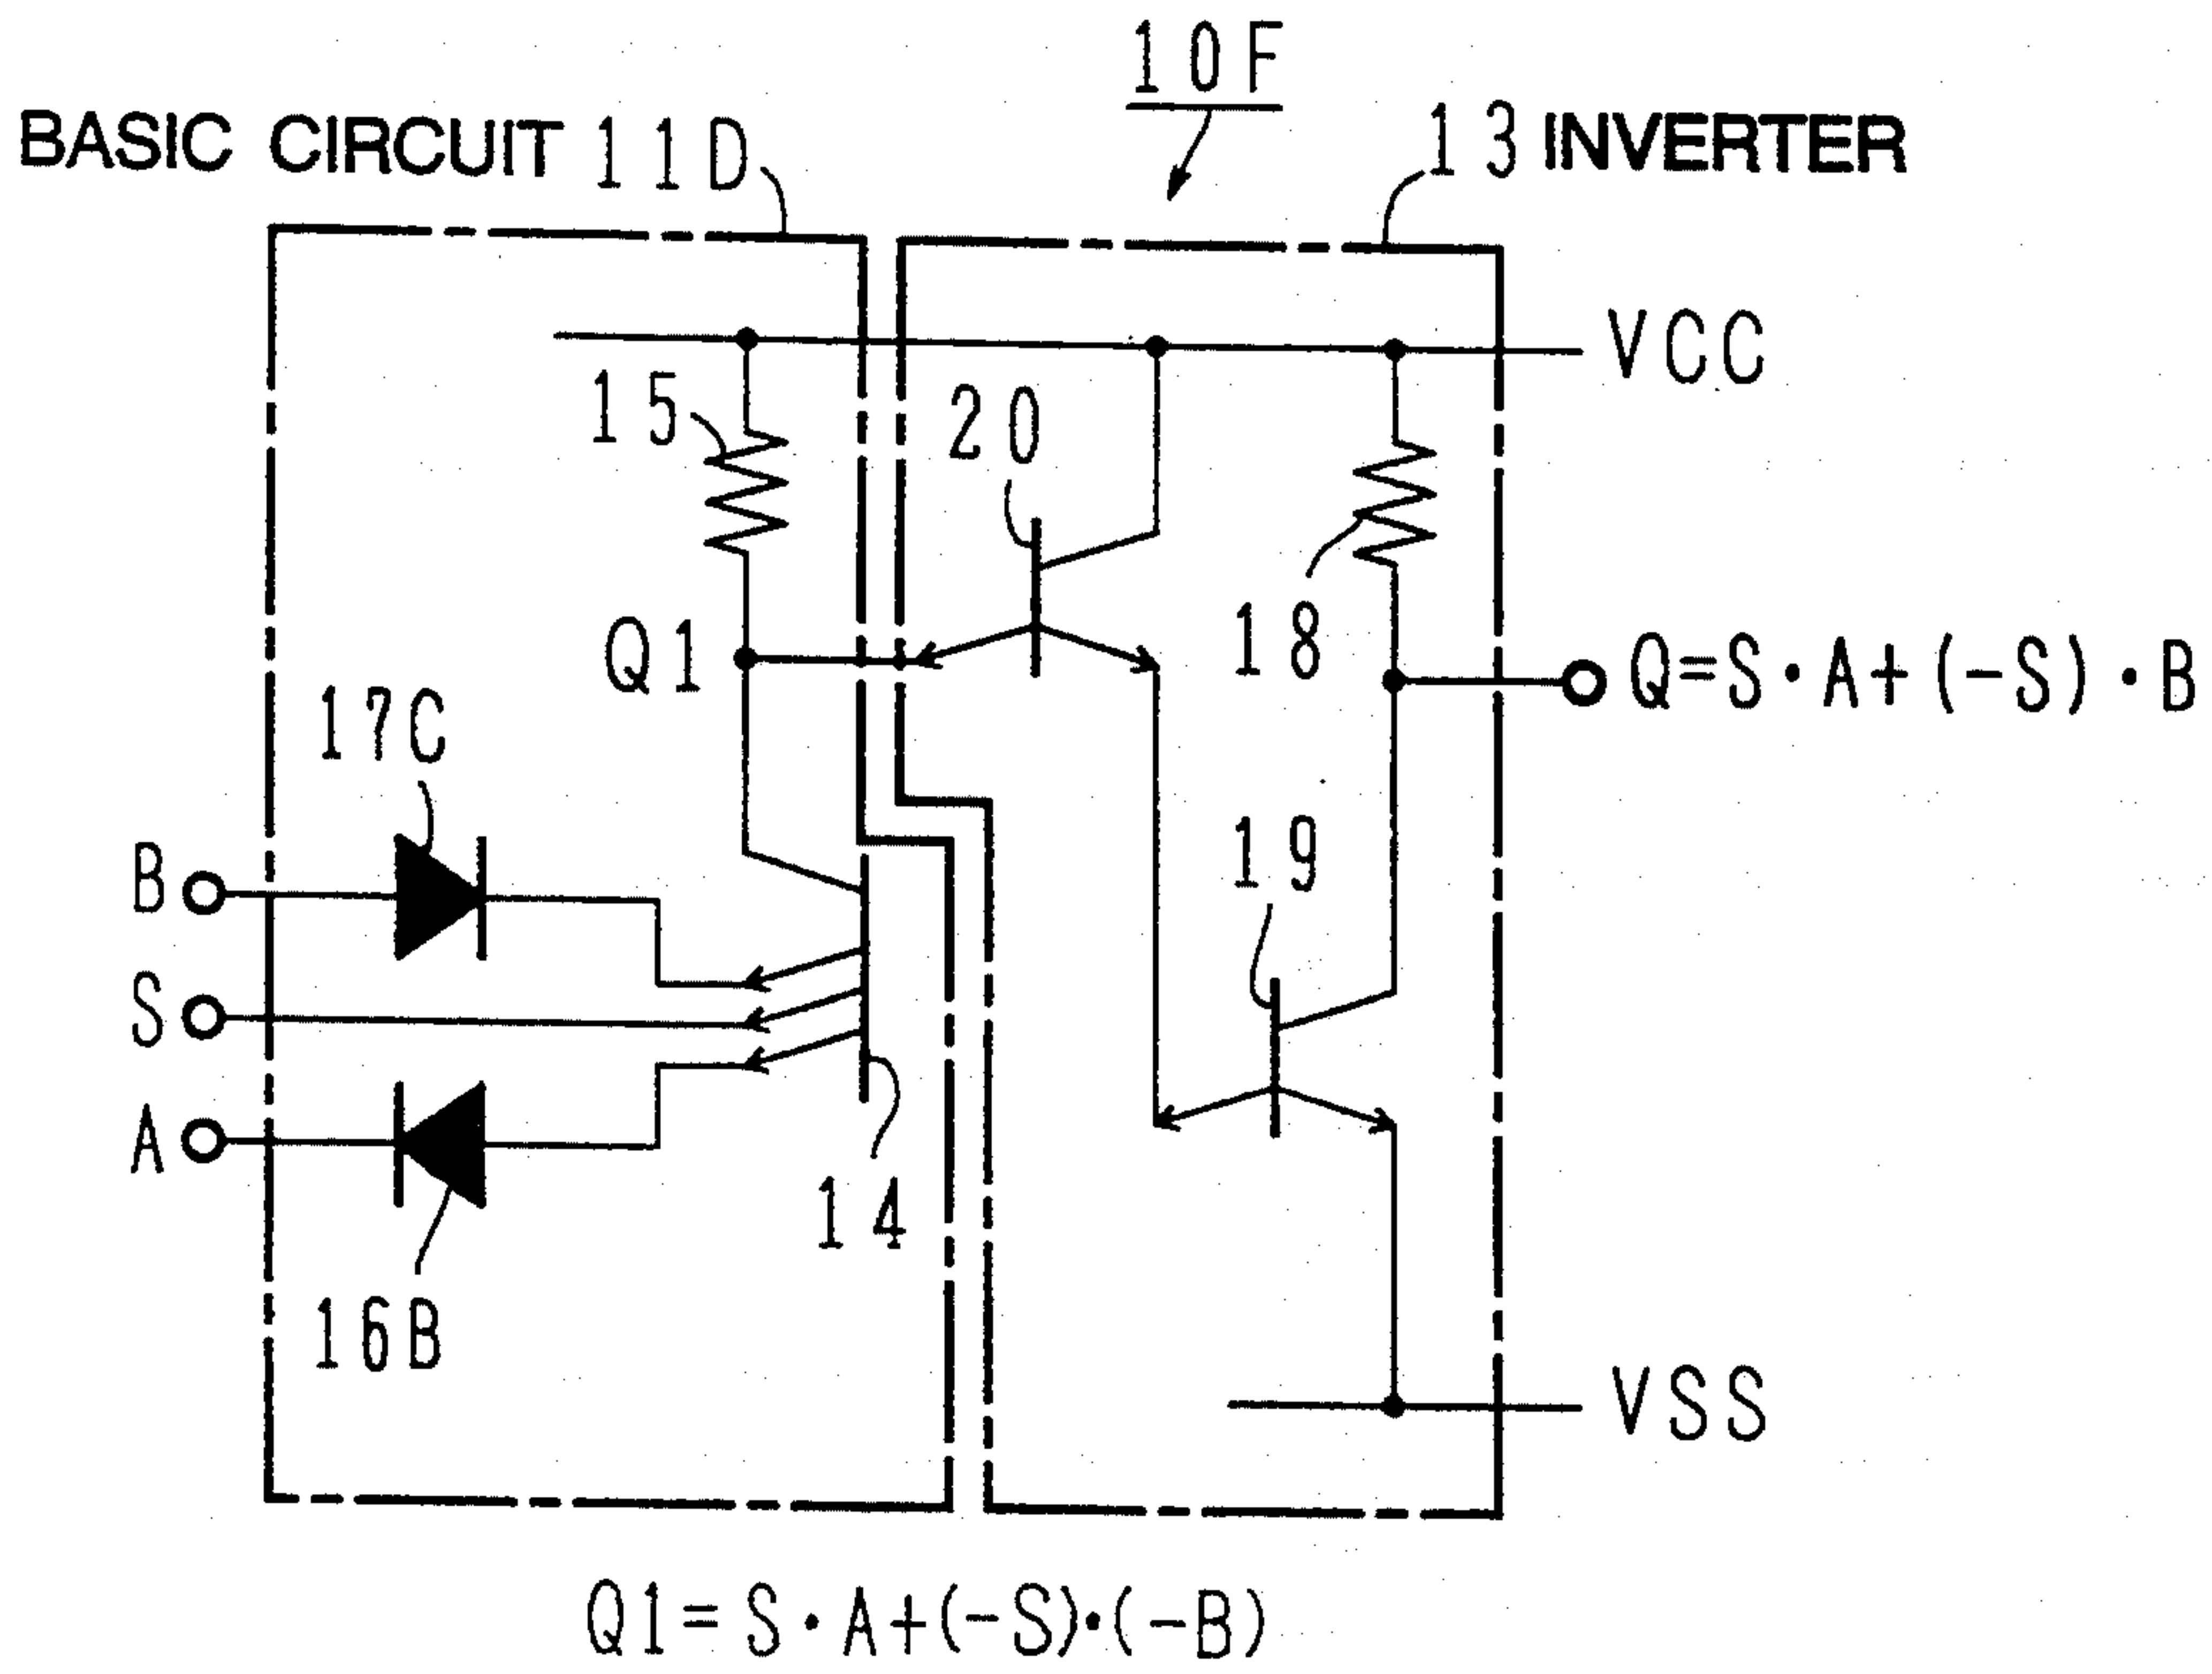 10F
BASIC CIRCUIT 11D
13 INVERTER
VCC
15
20
Q1
18
Q=S・A+(-S)・B
17C
19
B
S
A
14
16B
VSS
Q1=S・A+(-S)・(-B)